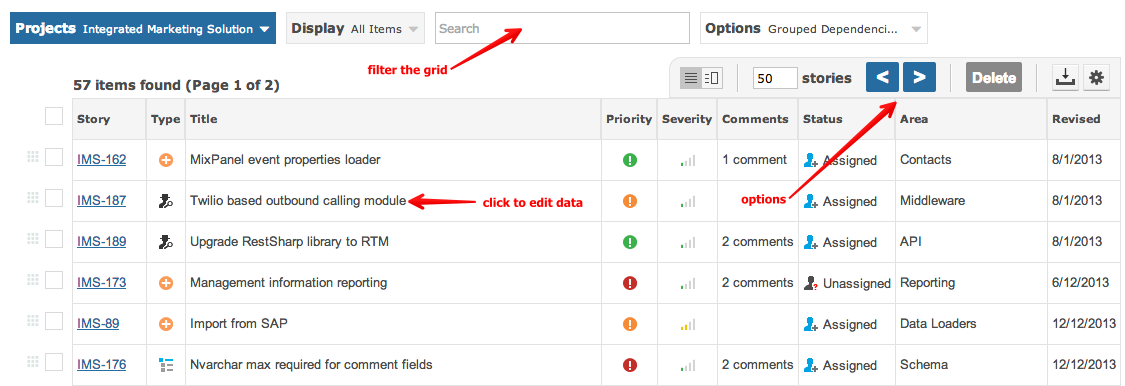 Projects Integrated Marketing Solution Display All Items Search Options Grouped Dependenci...
filter the grid
57 items found (Page 1 of 2) 50 stories < > Delete
Story Type Title Priority Severity Comments Status Area Revised
IMS-162 MixPanel event properties loader 1 comment Assigned Contacts 8/1/2013
IMS-187 Twilio based outbound calling module click to edit data options Assigned Middleware 8/1/2013
IMS-189 Upgrade RestSharp library to RTM 2 comments Assigned API 8/1/2013
IMS-173 Management information reporting 2 comments Unassigned Reporting 6/12/2013
IMS-89 Import from SAP Assigned Data Loaders 12/12/2013
IMS-176 Nvarchar max required for comment fields 2 comments Assigned Schema 12/12/2013